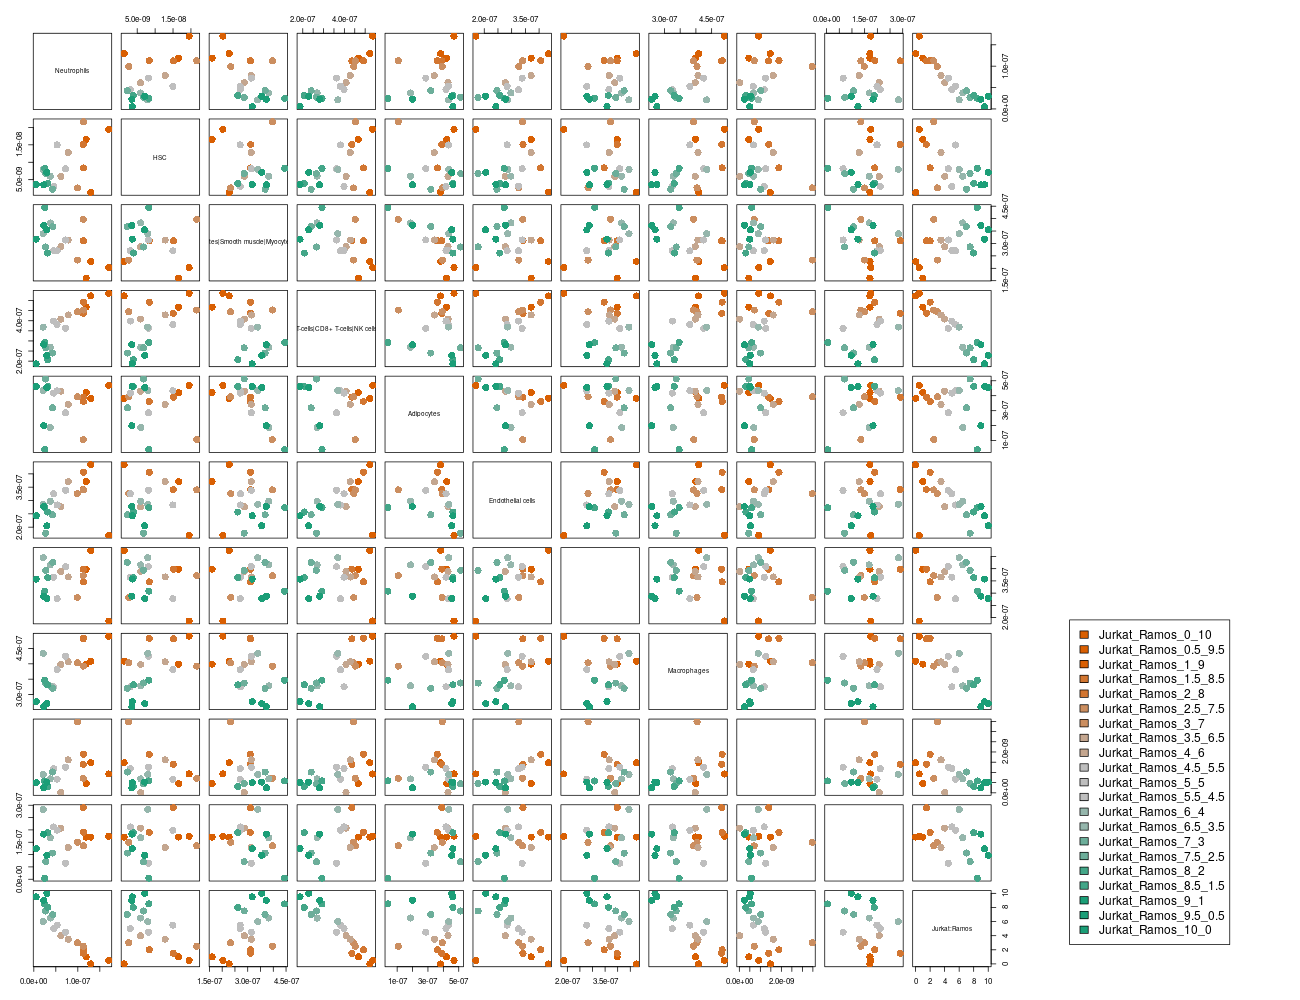 5.0e-09 1.5e-08 2.0e-07 4.0e-07 2.0e-07 3.5e-07 3.0e-07 4.5e-07 0.0e+00 1.5e-07 3.0e-07
Neutrophils
0.0e+00 1.0e-07
HSC
5.0e-09 1.5e-08
tes|Smooth muscle|Myocyte
1.5e-07 3.0e-07 4.5e-07
T-cells|CD8+ T-cells|NK cells
2.0e-07 4.0e-07
Adipocytes
1e-07 3e-07 5e-07
Endothelial cells
2.0e-07 3.5e-07
2.0e-07 3.5e-07
Macrophages
3.0e-07 4.5e-07
0.0e+00 2.0e-09
0.0e+00 1.5e-07 3.0e-07
Jurkat:Ramos
0 2 4 6 8 10
0.0e+00 1.0e-07 1.5e-07 3.0e-07 4.5e-07 1e-07 3e-07 5e-07 2.0e-07 3.5e-07 0.0e+00 2.0e-09 0 2 4 6 8 10
Jurkat_Ramos_0_10
Jurkat_Ramos_0.5_9.5
Jurkat_Ramos_1_9
Jurkat_Ramos_1.5_8.5
Jurkat_Ramos_2_8
Jurkat_Ramos_2.5_7.5
Jurkat_Ramos_3_7
Jurkat_Ramos_3.5_6.5
Jurkat_Ramos_4_6
Jurkat_Ramos_4.5_5.5
Jurkat_Ramos_5_5
Jurkat_Ramos_5.5_4.5
Jurkat_Ramos_6_4
Jurkat_Ramos_6.5_3.5
Jurkat_Ramos_7_3
Jurkat_Ramos_7.5_2.5
Jurkat_Ramos_8_2
Jurkat_Ramos_8.5_1.5
Jurkat_Ramos_9_1
Jurkat_Ramos_9.5_0.5
Jurkat_Ramos_10_0